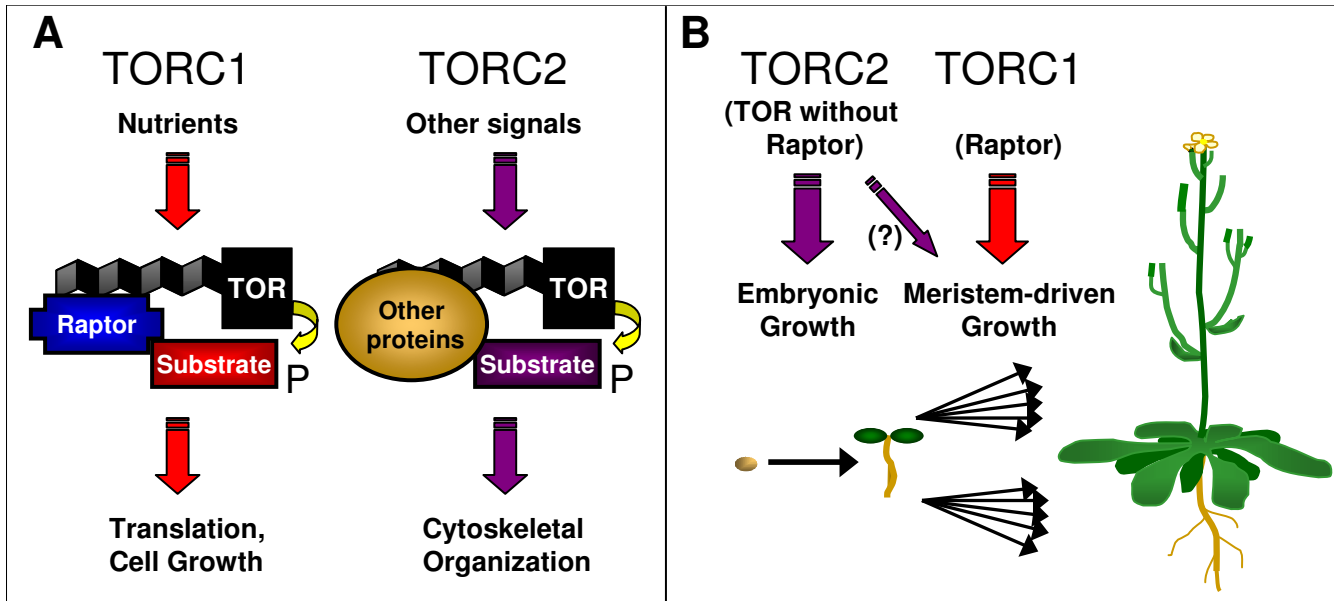 A
TORC1
Nutrients
TOR
Raptor
Substrate
P
Translation,
Cell Growth
TORC2
Other signals
TOR
Other
proteins
Substrate
P
Cytoskeletal
Organization
B
TORC2
(TOR without
Raptor)
TORC1
(Raptor)
(?)
Embryonic
Growth
Meristem-driven
Growth